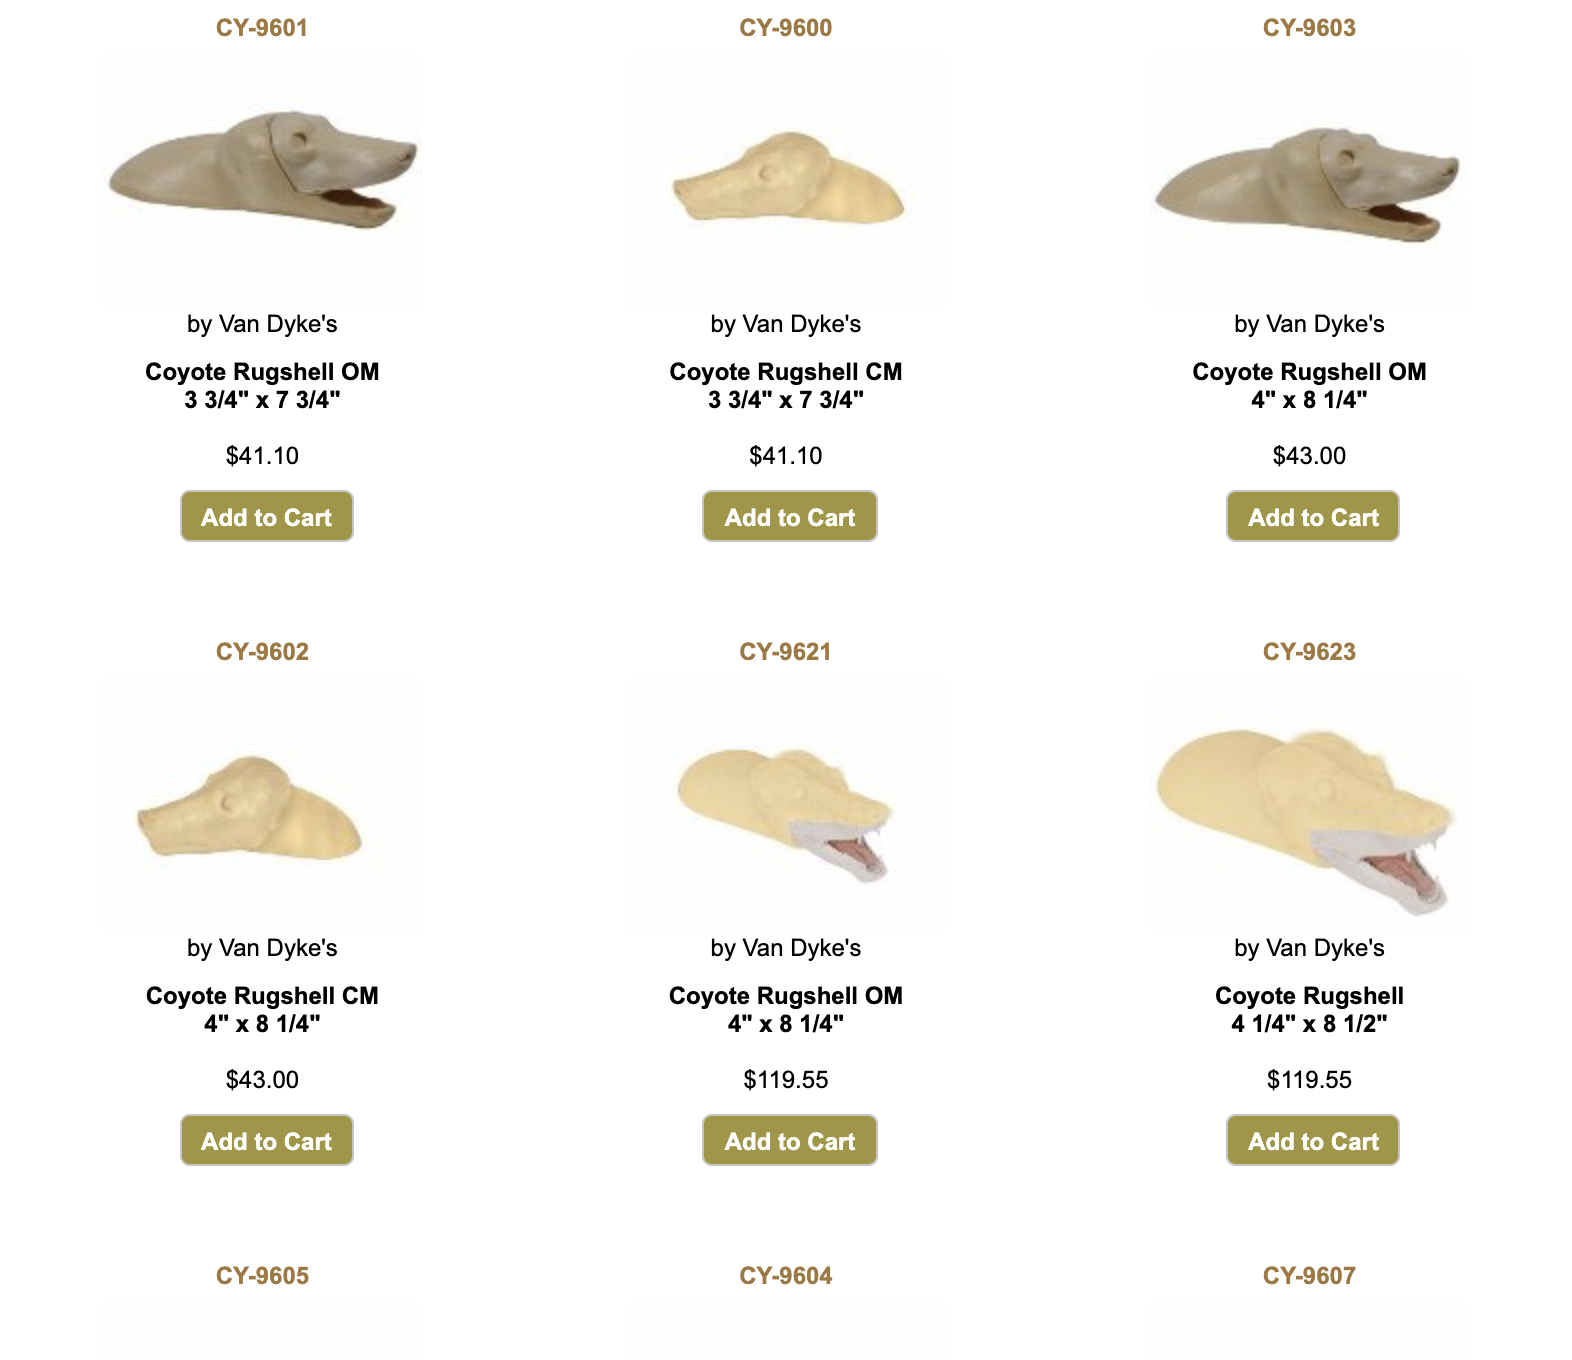 CY-9601
CY-9600
CY-9603
by Van Dyke's
by Van Dyke's
by Van Dyke's
Coyote Rugshell OM
3 3/4" x 7 3/4"
Coyote Rugshell CM
3 3/4" x 7 3/4"
Coyote Rugshell OM
4" x 8 1/4"
$41.10
$41.10
$43.00
Add to Cart
Add to Cart
Add to Cart
CY-9602
CY-9621
CY-9623
by Van Dyke's
by Van Dyke's
by Van Dyke's
Coyote Rugshell CM
4" x 8 1/4"
Coyote Rugshell OM
4" x 8 1/4"
Coyote Rugshell
4 1/4" x 8 1/2"
$43.00
$119.55
$119.55
Add to Cart
Add to Cart
Add to Cart
CY-9605
CY-9604
CY-9607